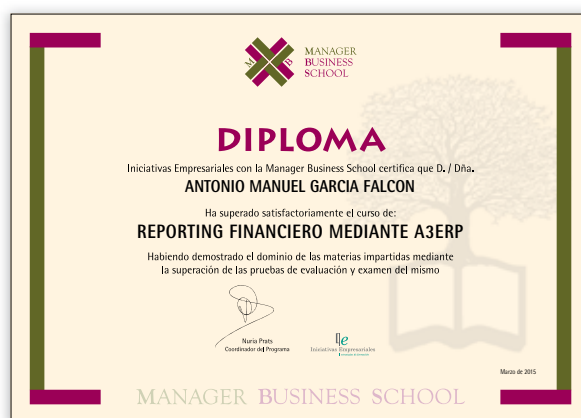 M B
MANAGER
BUSINESS
SCHOOL
DIPLOMA
Iniciativas Empresariales con la Manager Business School certifica que D. / Dña.
ANTONIO MANUEL GARCIA FALCON
Ha superado satisfactoriamente el curso de:
REPORTING FINANCIERO MEDIANTE A3ERP
Habiendo demostrado el dominio de las materias impartidas mediante
la superación de las pruebas de evaluación y examen del mismo
Nuria Prats
Coordinador del Programa
Ie
Iniciativas Empresariales
Marzo de 2015
MANAGER BUSINESS SCHOOL